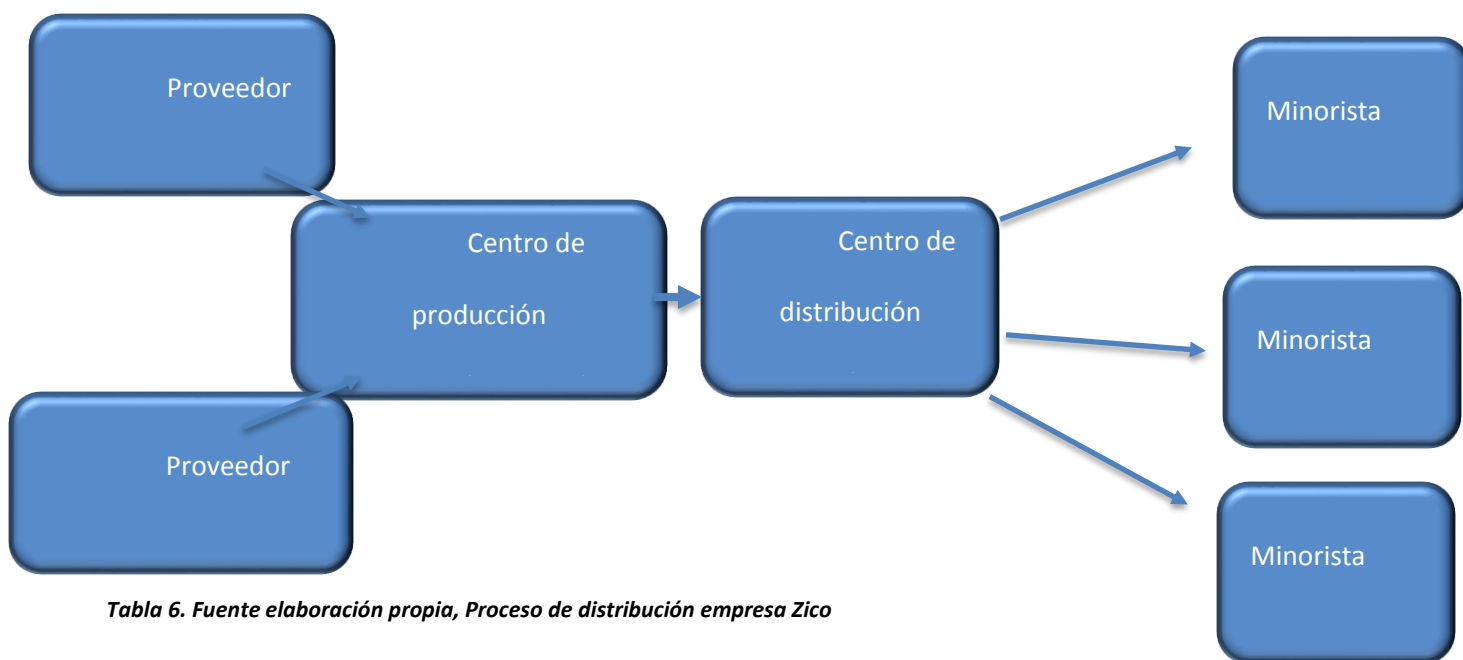 Proveedor
Minorista
Centro de
producción
Centro de
distribución
Minorista
Proveedor
Minorista
Tabla 6. Fuente elaboración propia, Proceso de distribución empresa Zico